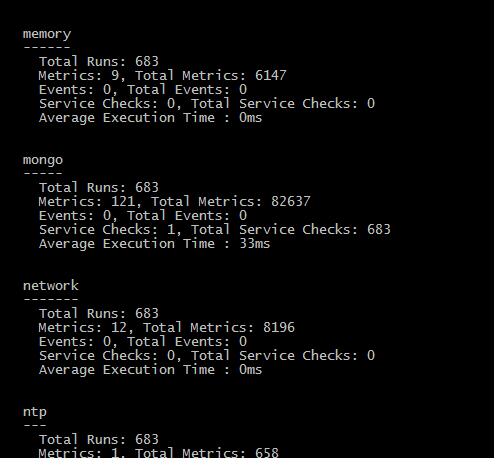 memory
------
Total Runs: 683
Metrics: 9, Total Metrics: 6147
Events: 0, Total Events: 0
Service Checks: 0, Total Service Checks: 0
Average Execution Time : 0ms
mongo
-----
Total Runs: 683
Metrics: 121, Total Metrics: 82637
Events: 0, Total Events: 0
Service Checks: 1, Total Service Checks: 683
Average Execution Time : 33ms
network
-------
Total Runs: 683
Metrics: 12, Total Metrics: 8196
Events: 0, Total Events: 0
Service Checks: 0, Total Service Checks: 0
Average Execution Time : 0ms
ntp
---
Total Runs: 683
Metrics: 1, Total Metrics: 658